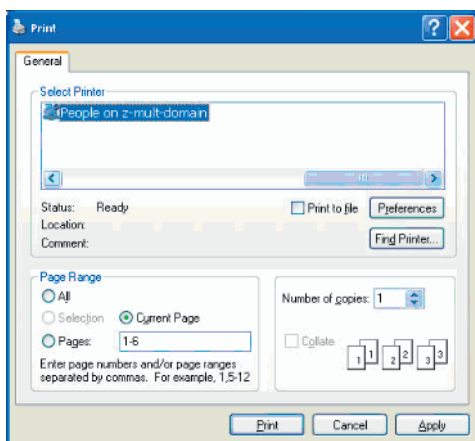 Print
General
Select Printer
People on z-mult-domain
Status: Ready
Print to file
Preferences
Location:
Comment:
Find Printer...
Page Range
All
Selection
Current Page
Pages: 1-6
Enter page numbers and/or page ranges
separated by commas. For example, 1,5-12
Number of copies: 1
Collate
1 1 2 2 3 3
Print Cancel Apply